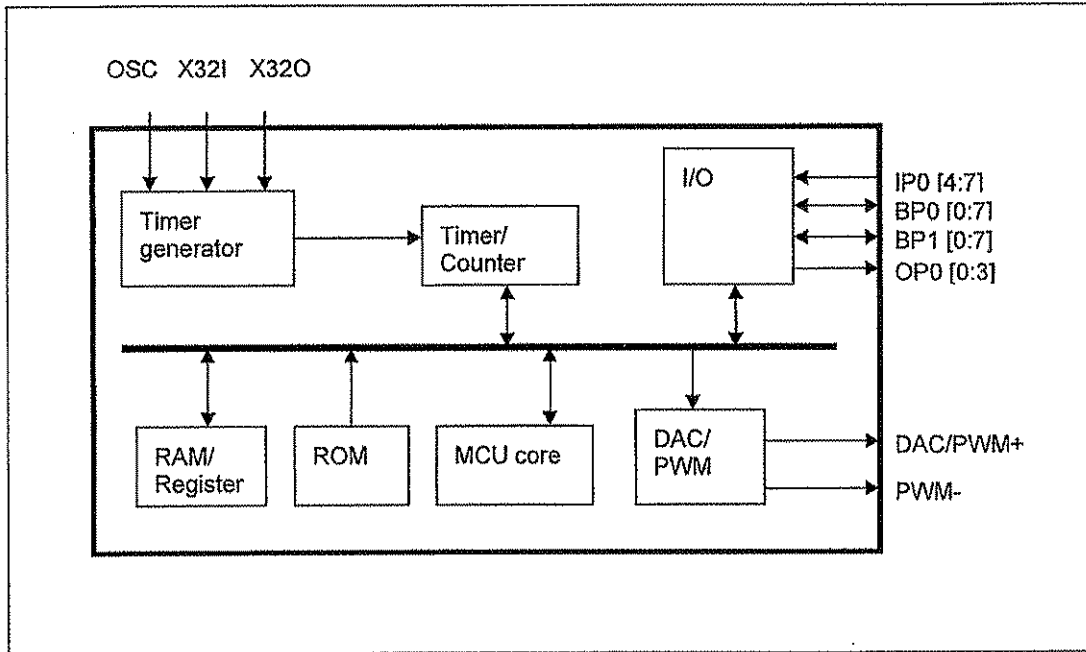 OSC X32I X32O
Timer
generator
Timer/
Counter
I/O
IP0 [4:7]
BP0 [0:7]
BP1 [0:7]
OP0 [0:3]
RAM/
Register
ROM
MCU core
DAC/
PWM
DAC/PWM+
PWM-